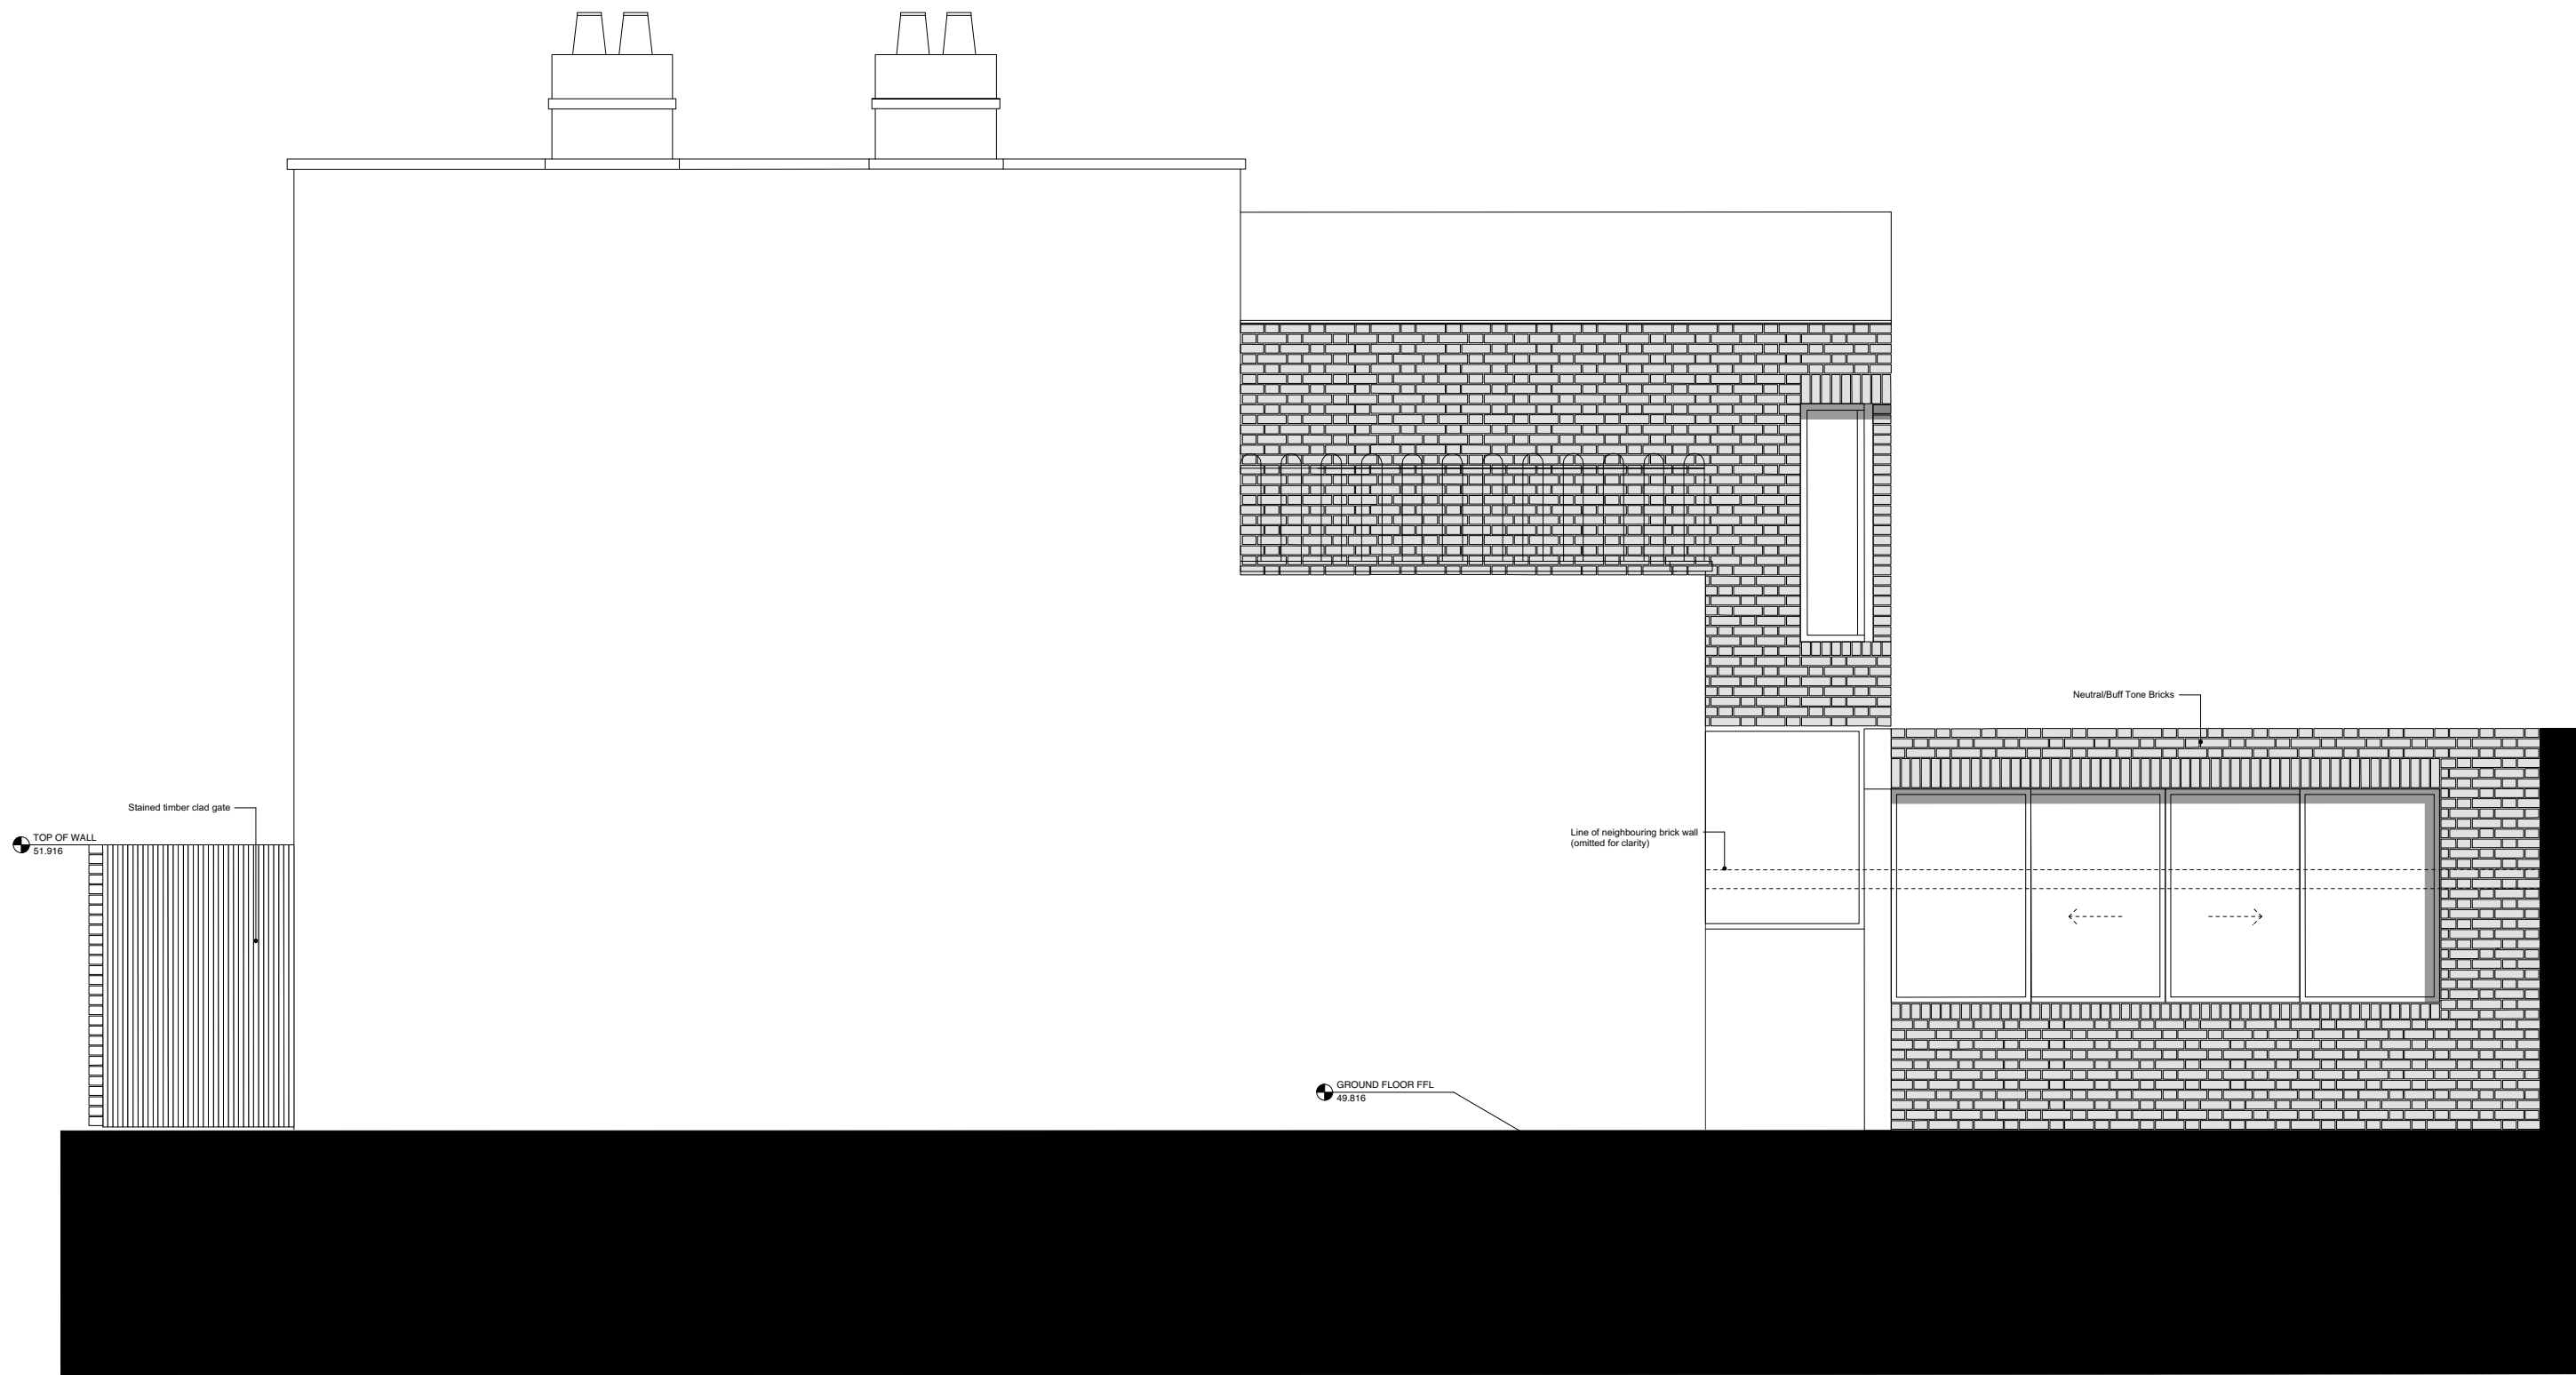 Neutral/Buff Tone Bricks
Stained timber clad gate
TOP OF WALL
51.916
Line of neighbouring brick wall
(omitted for clarity)
GROUND FLOOR FFL
49.816